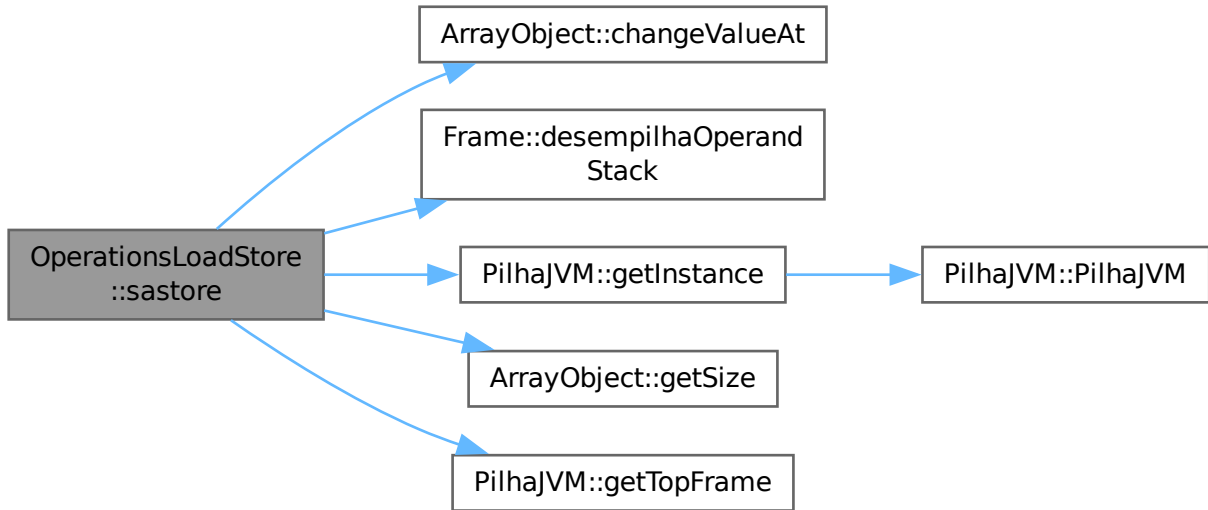 ArrayObject::changeValueAt
Frame::desempilhaOperand
Stack
OperationsLoadStore
::sastore
PilhaJVM::getInstance
PilhaJVM::PilhaJVM
ArrayObject::getSize
PilhaJVM::getTopFrame